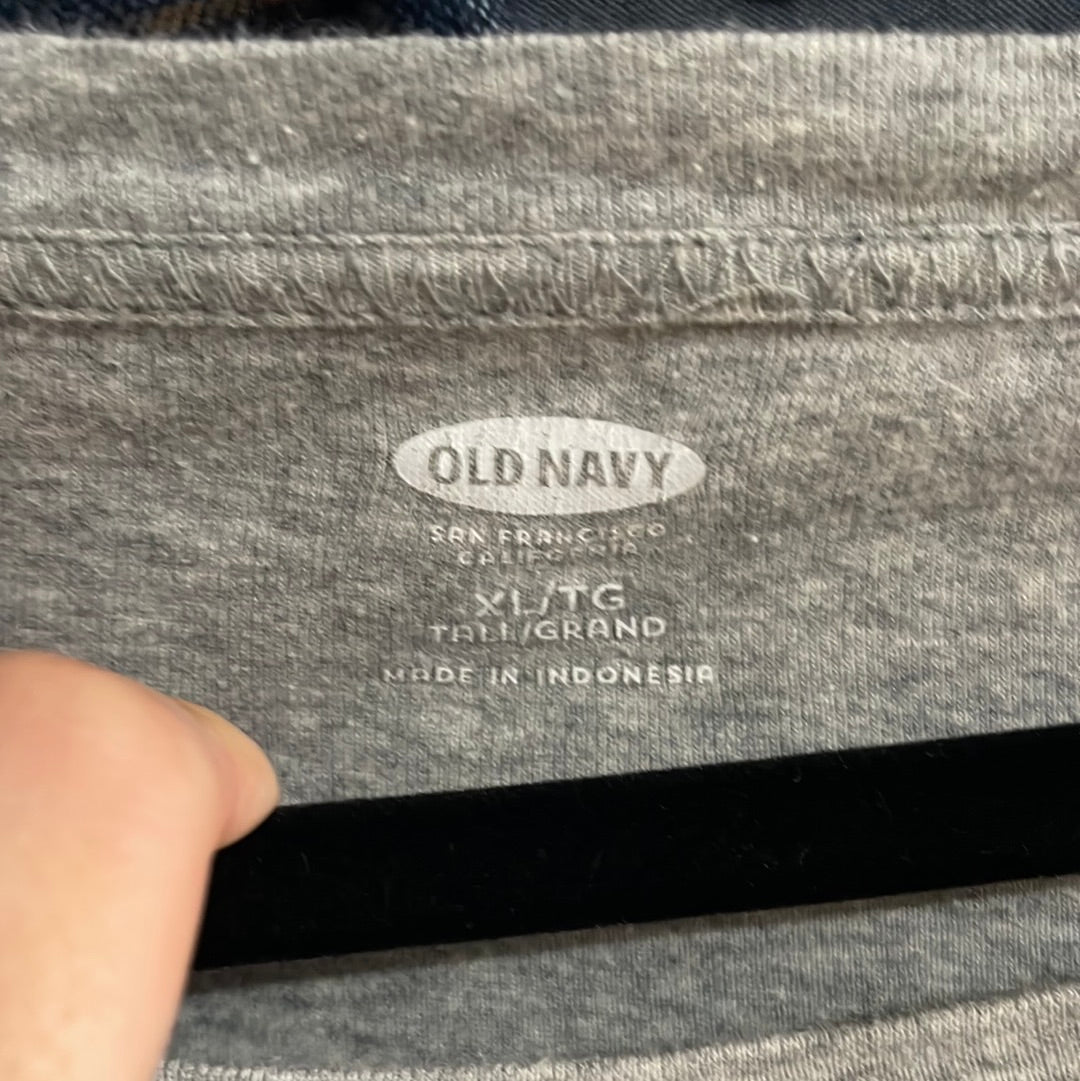 OLD NAVY
SAN FRANCISCO
CALIFORNIA
XL/TG
TALL/GRAND
MADE IN INDONESIA